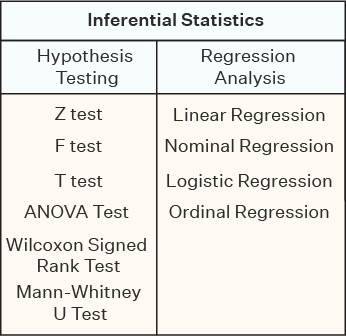 Inferential Statistics
Hypothesis
Testing
Regression
Analysis
Z test
Linear Regression
F test
Nominal Regression
T test
Logistic Regression
ANOVA Test
Ordinal Regression
Wilcoxon Signed
Rank Test
Mann-Whitney
U Test